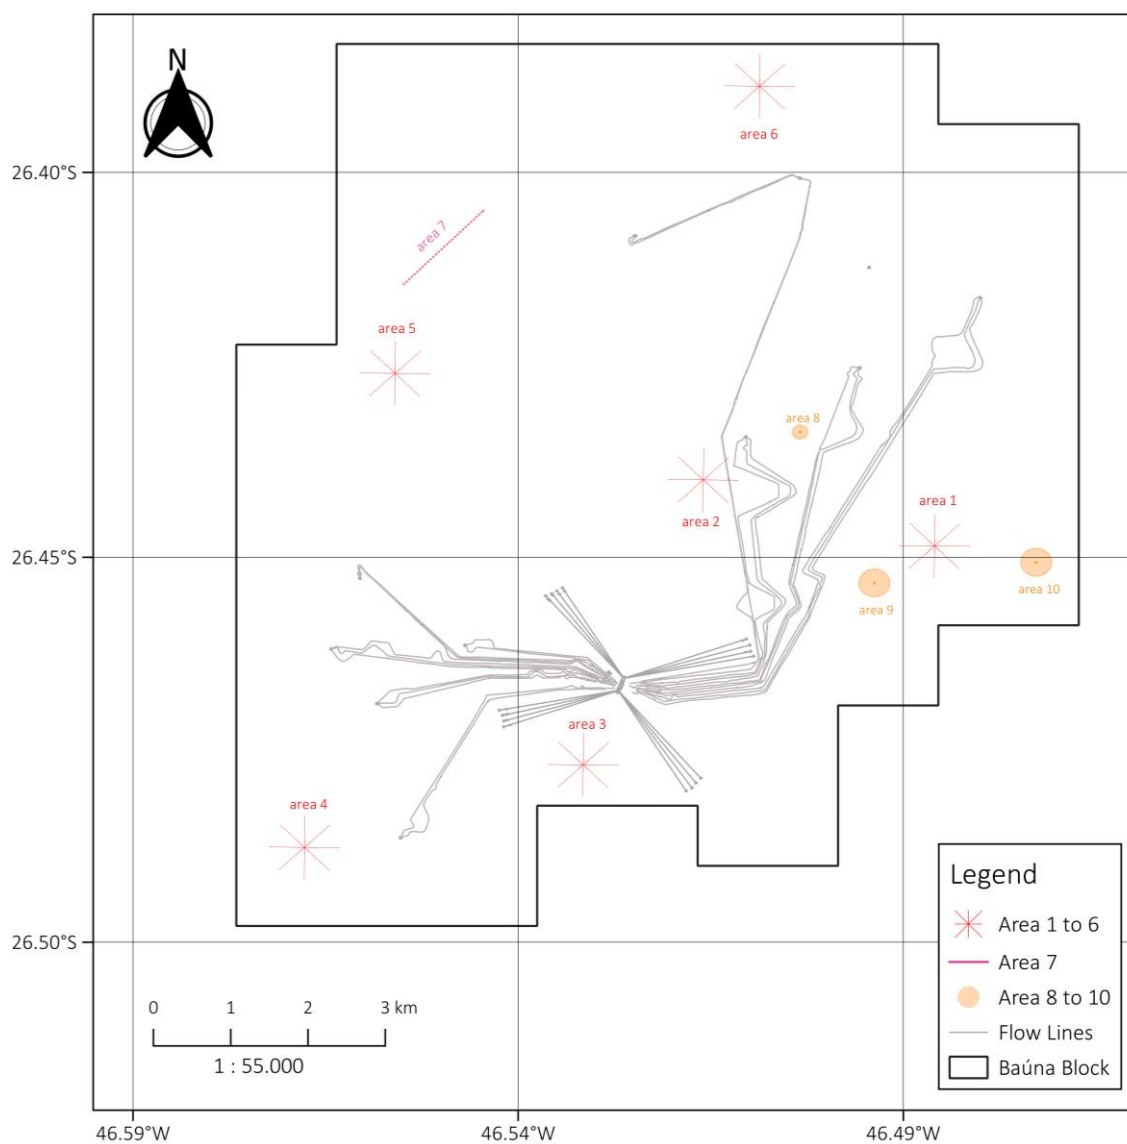 N
area 6
26.40°S
area 7
area 5
area 8
area 2
area 1
26.45°S
area 9
area 10
area 3
area 4
26.50°S
0 1 2 3 km
1 : 55.000
Legend
Area 1 to 6
Area 7
Area 8 to 10
Flow Lines
Baúna Block
46.59°W
46.54°W
46.49°W